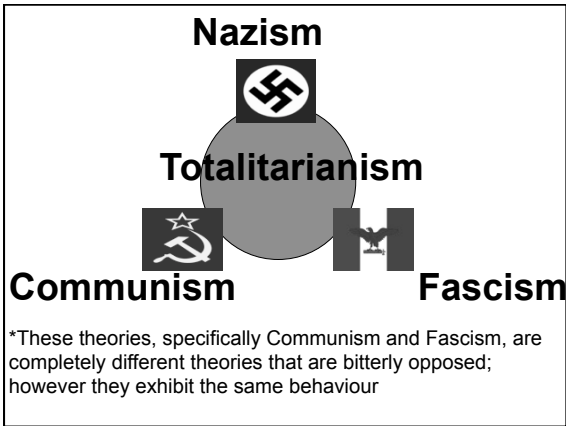 Nazism
Totalitarianism
Communism
Fascism
*These theories, specifically Communism and Fascism, are
completely different theories that are bitterly opposed;
however they exhibit the same behaviour